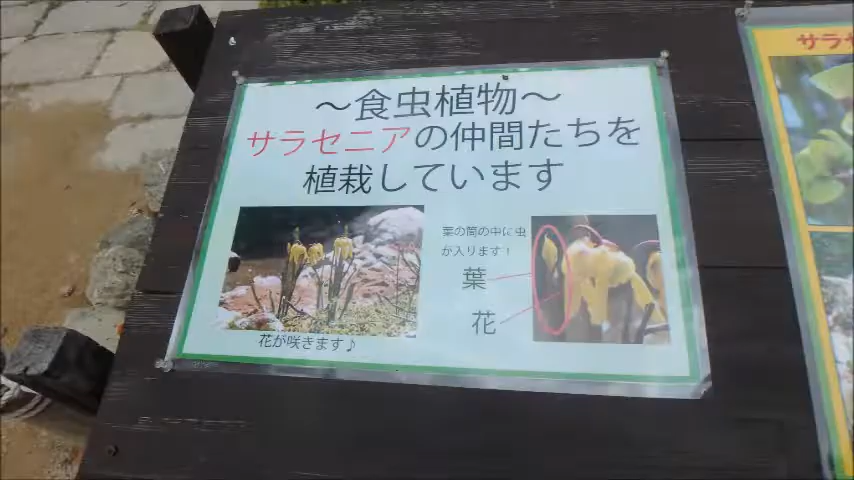 ～食虫植物～
サラセニアの仲間たちを
植栽しています
葉の筒の中に虫
が入ります！
葉
花
花が咲きます♪
サラセ